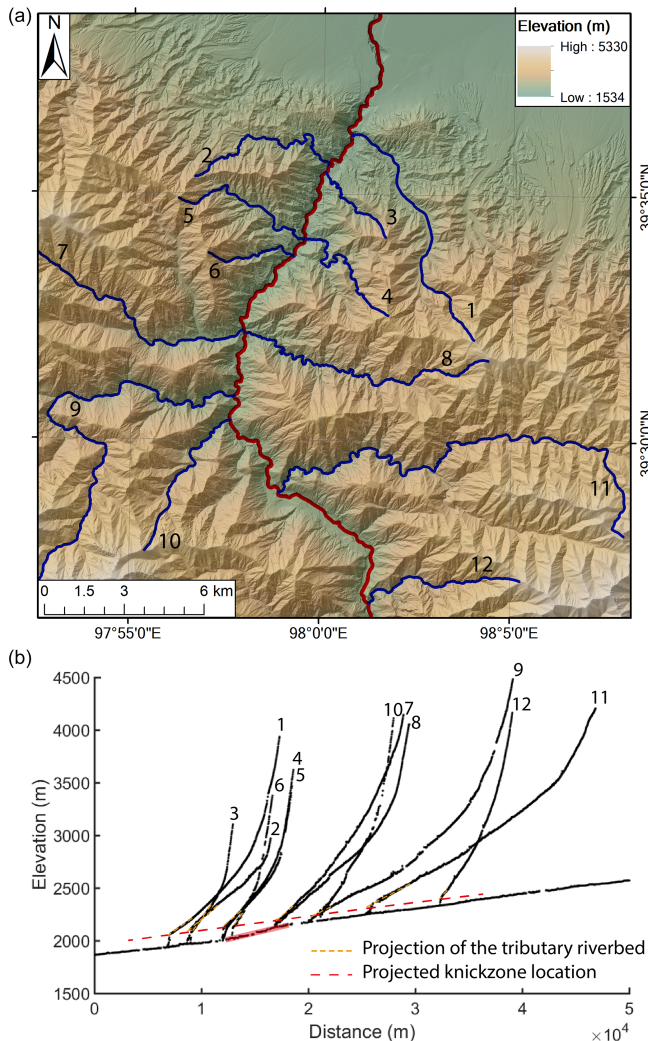 (a)
N
Elevation (m)
High : 5330
Low : 1534
2
5
3
6
7
4
1
8
9
10
11
12
39°35'0"N
39°30'0"N
0 1.5 3 6 km
97°55'0"E 98°0'0"E 98°5'0"E
(b)
4500
4000
3500
3000
2500
2000
1500
Elevation (m)
1
2
3
4
5
6
10
7
8
9
12
11
Projection of the tributary riverbed
Projected knickzone location
0 1 2 3 4 5
Distance (m)
×10⁴